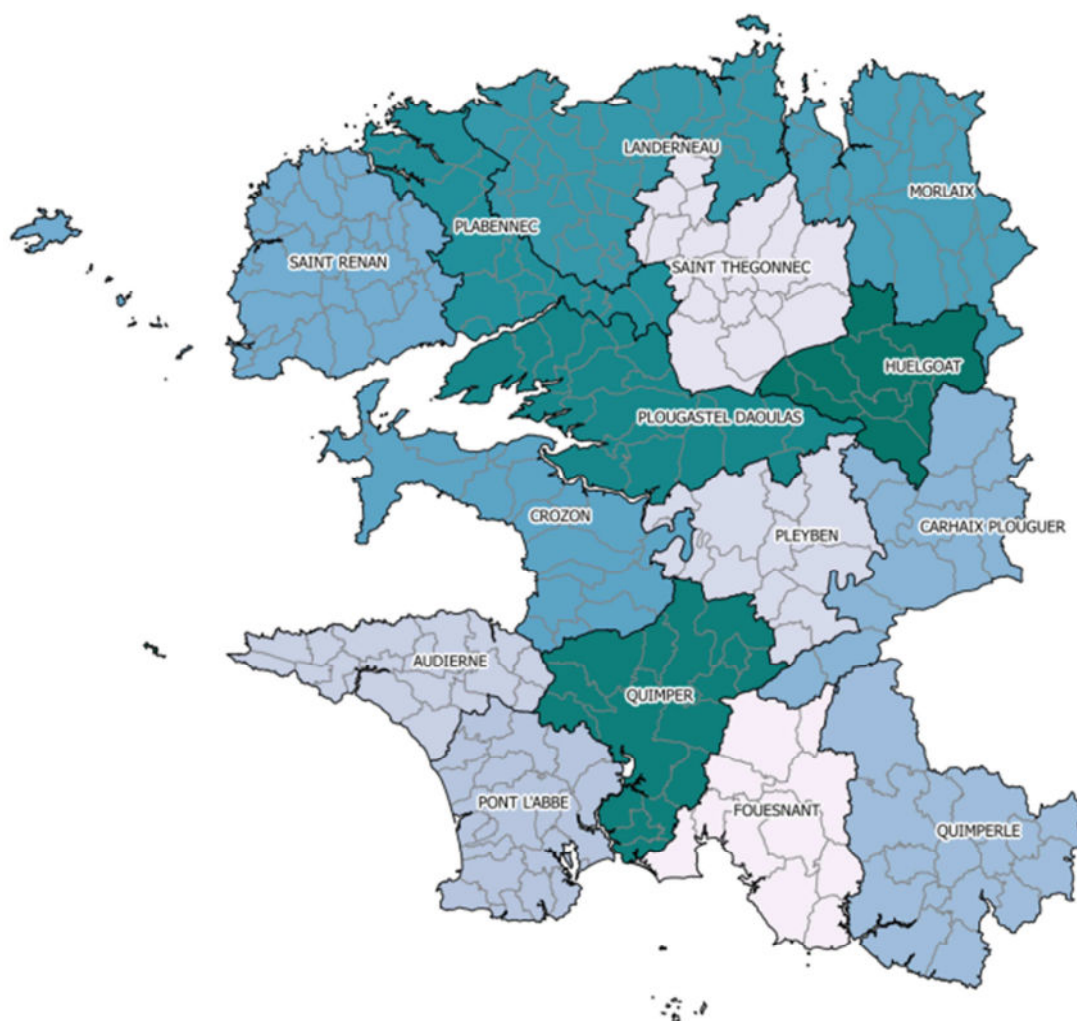 LANDERNEAU
MORLAIX
PLABENNEC
SAINT RENAN
SAINT THEGONNEC
HUELGOAT
PLOUGASTEL DAOULAS
CROZON
PLEYBEN
CARHAIX PLOUGUER
AUDIERNE
QUIMPER
PONT L'ABBE
FOUESNANT
QUIMPERLE